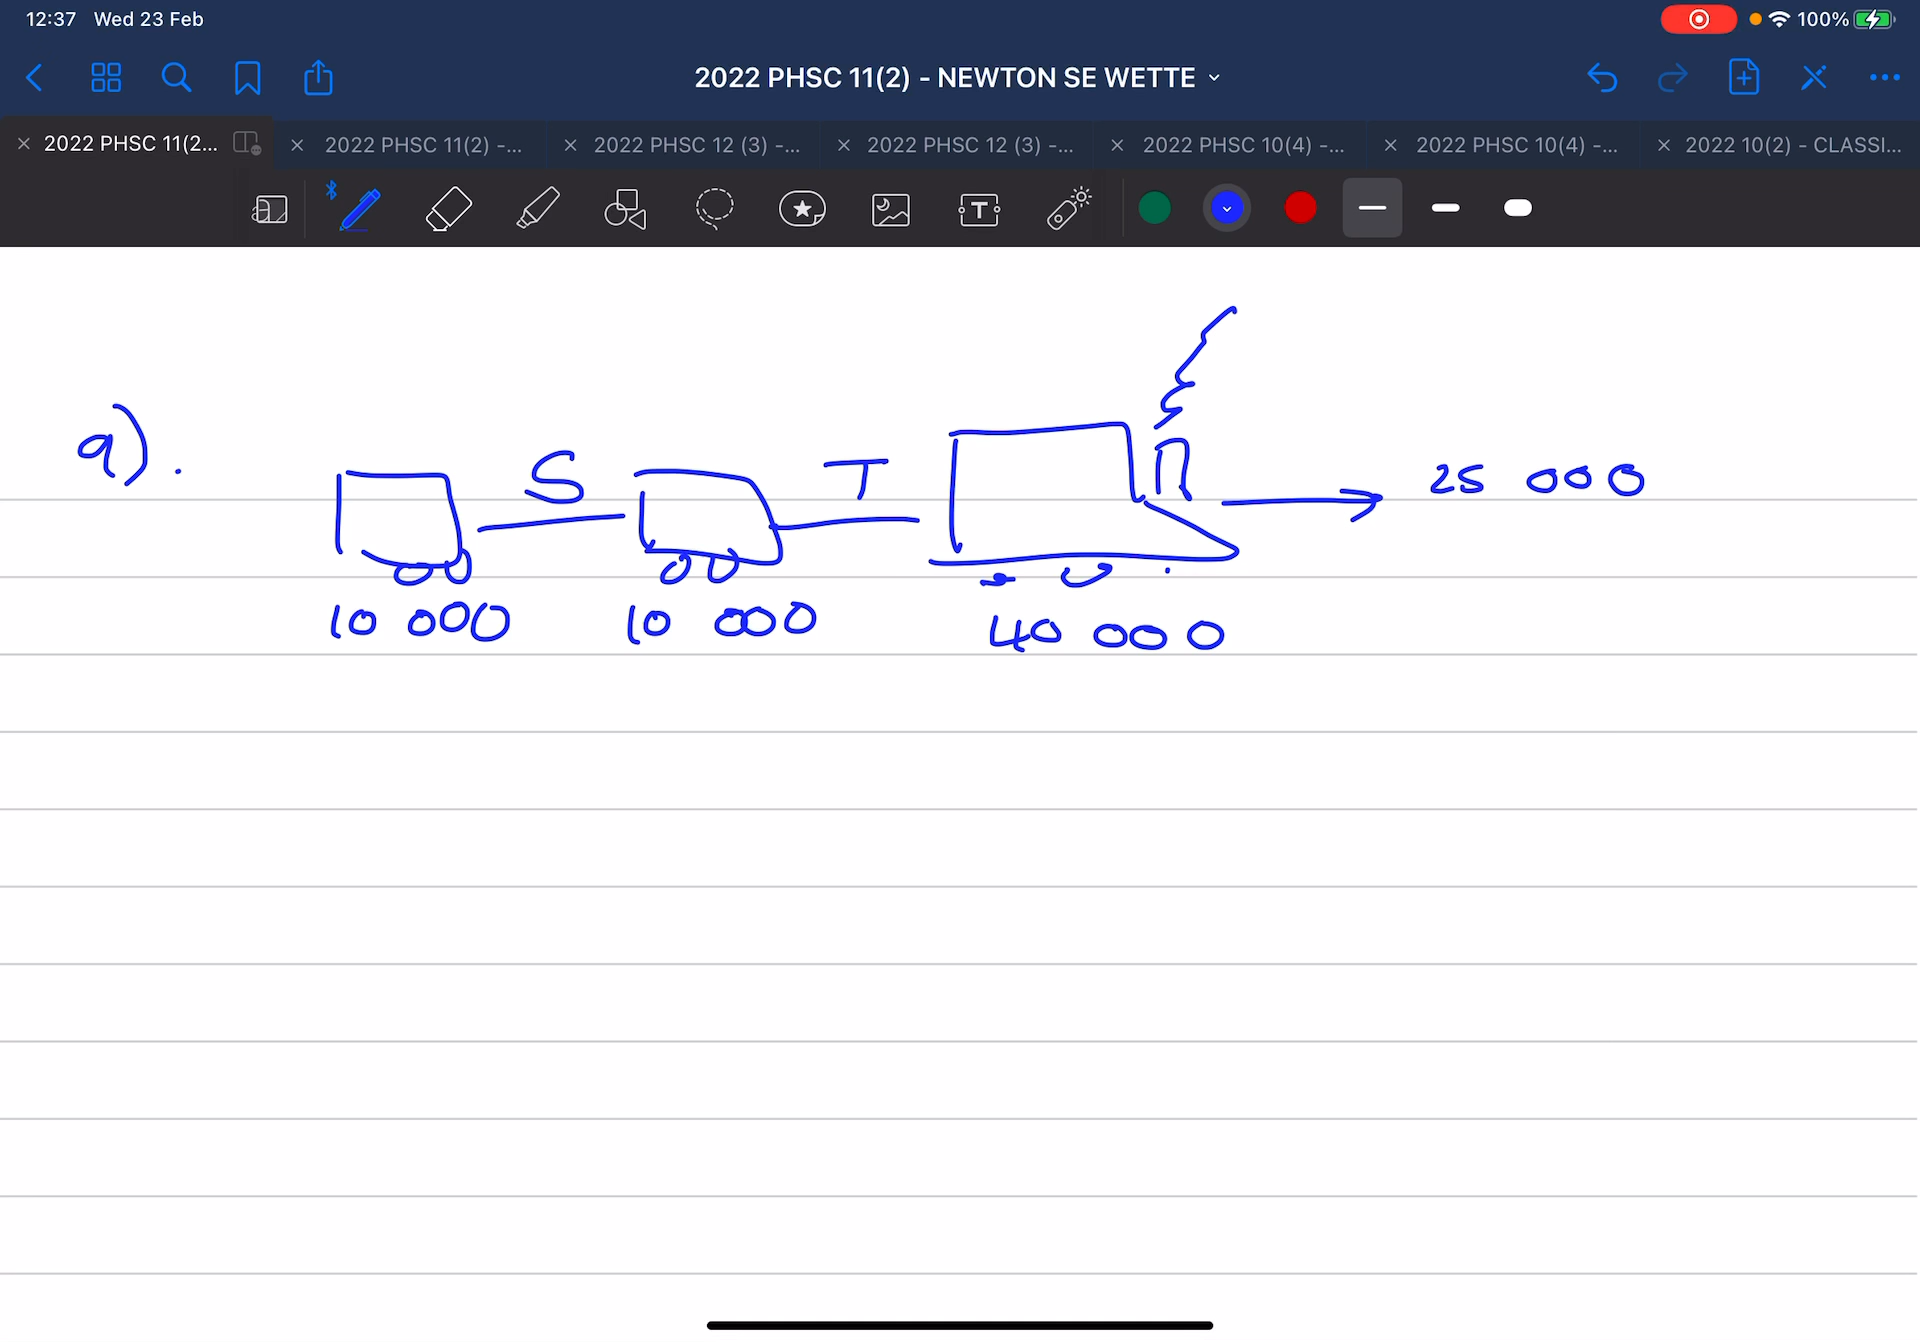 12:37 Wed 23 Feb 100%
2022 PHSC 11(2) - NEWTON SE WETTE
2022 PHSC 11(2... 2022 PHSC 11(2) -... 2022 PHSC 12 (3) -... 2022 PHSC 12 (3) -... 2022 PHSC 10(4) -... 2022 PHSC 10(4) -... 2022 10(2) - CLASSI...
T
a). S T 25 000
10 000 10 000 40 000